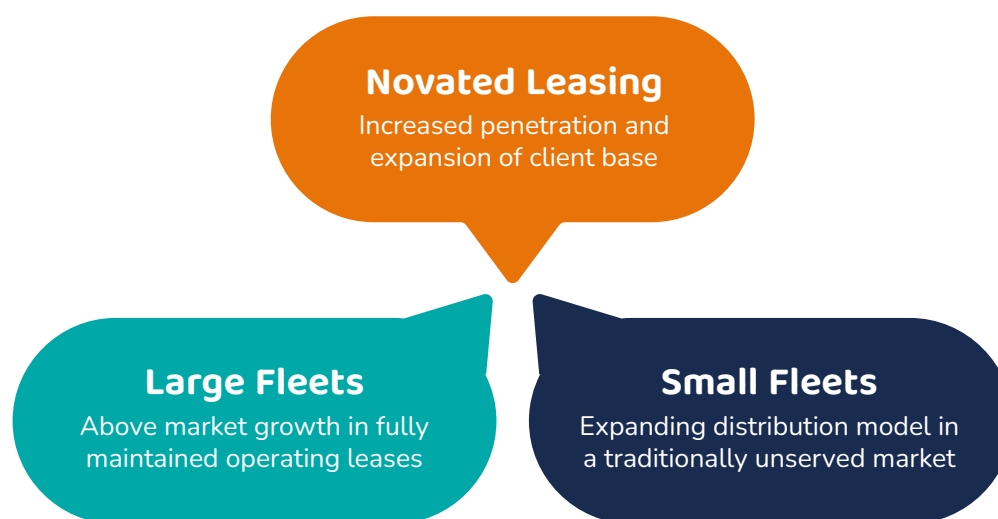 Novated Leasing
Increased penetration and
expansion of client base
Large Fleets
Above market growth in fully
maintained operating leases
Small Fleets
Expanding distribution model in
a traditionally unserved market